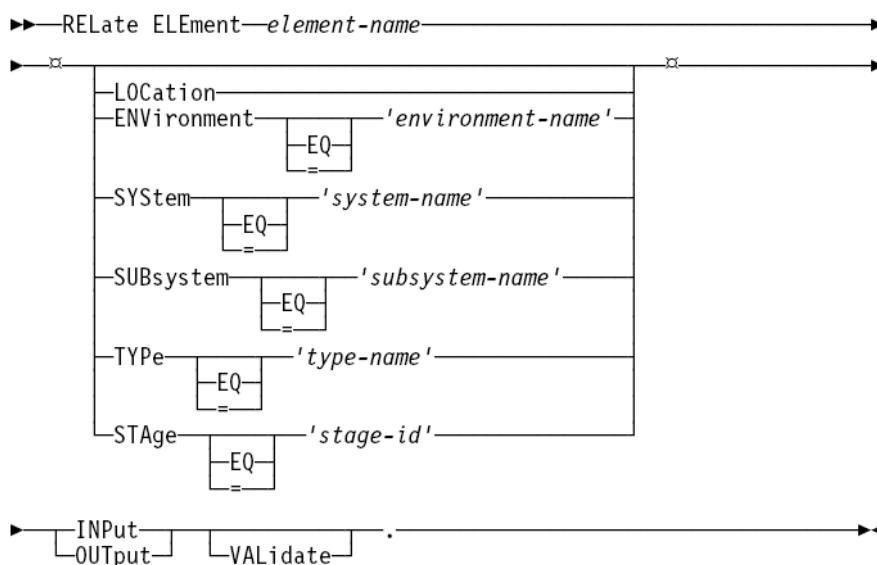 RELate ELEment element-name
¤ ¤
LOCation
ENVironment 'environment-name'
EQ
=
SYStem 'system-name'
EQ
=
SUBsystem 'subsystem-name'
EQ
=
TYPe 'type-name'
EQ
=
STAge 'stage-id'
EQ
=
INPut .
OUTput VALidate